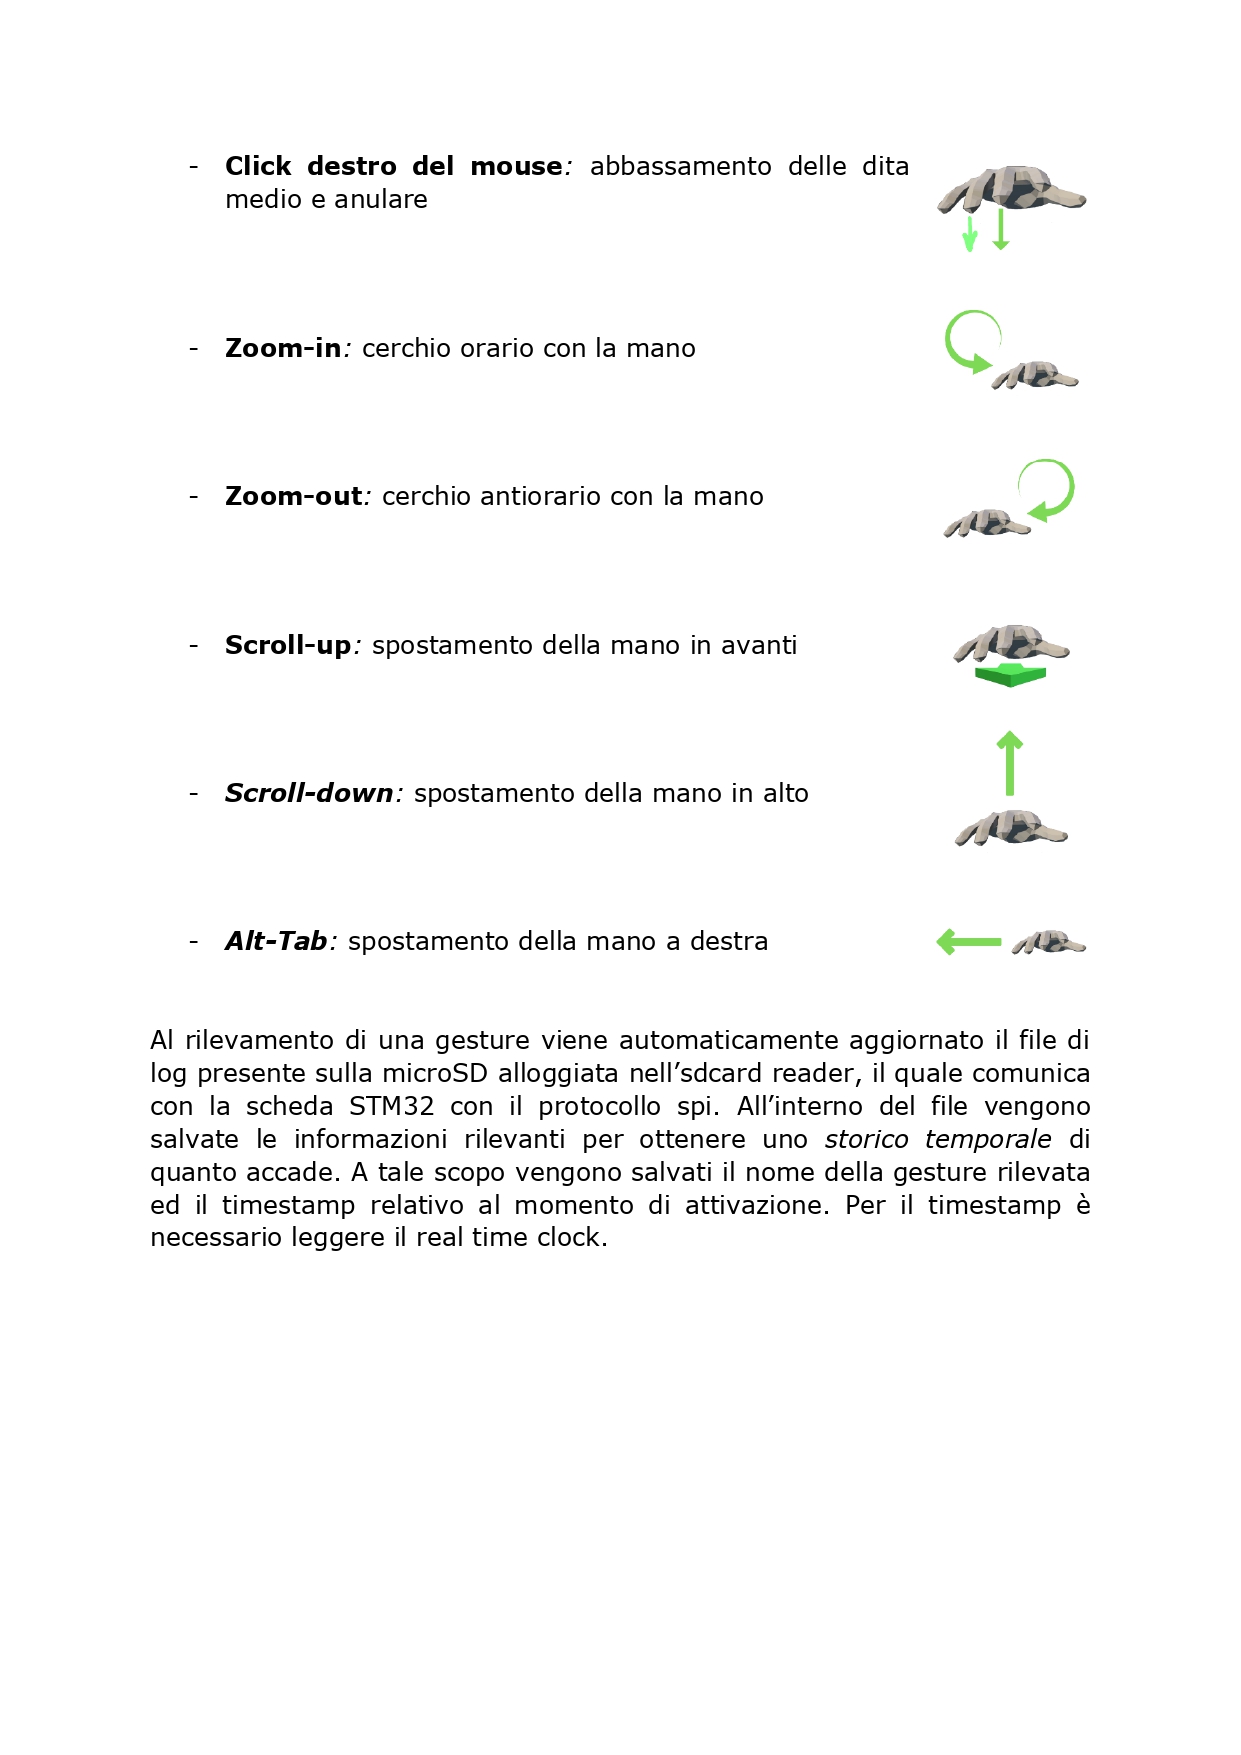 - Click destro del mouse: abbassamento delle dita
medio e anulare
- Zoom-in: cerchio orario con la mano
- Zoom-out: cerchio antiorario con la mano
- Scroll-up: spostamento della mano in avanti
- Scroll-down: spostamento della mano in alto
- Alt-Tab: spostamento della mano a destra
Al rilevamento di una gesture viene automaticamente aggiornato il file di
log presente sulla microSD alloggiata nell’sdcard reader, il quale comunica
con la scheda STM32 con il protocollo spi. All’interno del file vengono
salvate le informazioni rilevanti per ottenere uno storico temporale di
quanto accade. A tale scopo vengono salvati il nome della gesture rilevata
ed il timestamp relativo al momento di attivazione. Per il timestamp è
necessario leggere il real time clock.